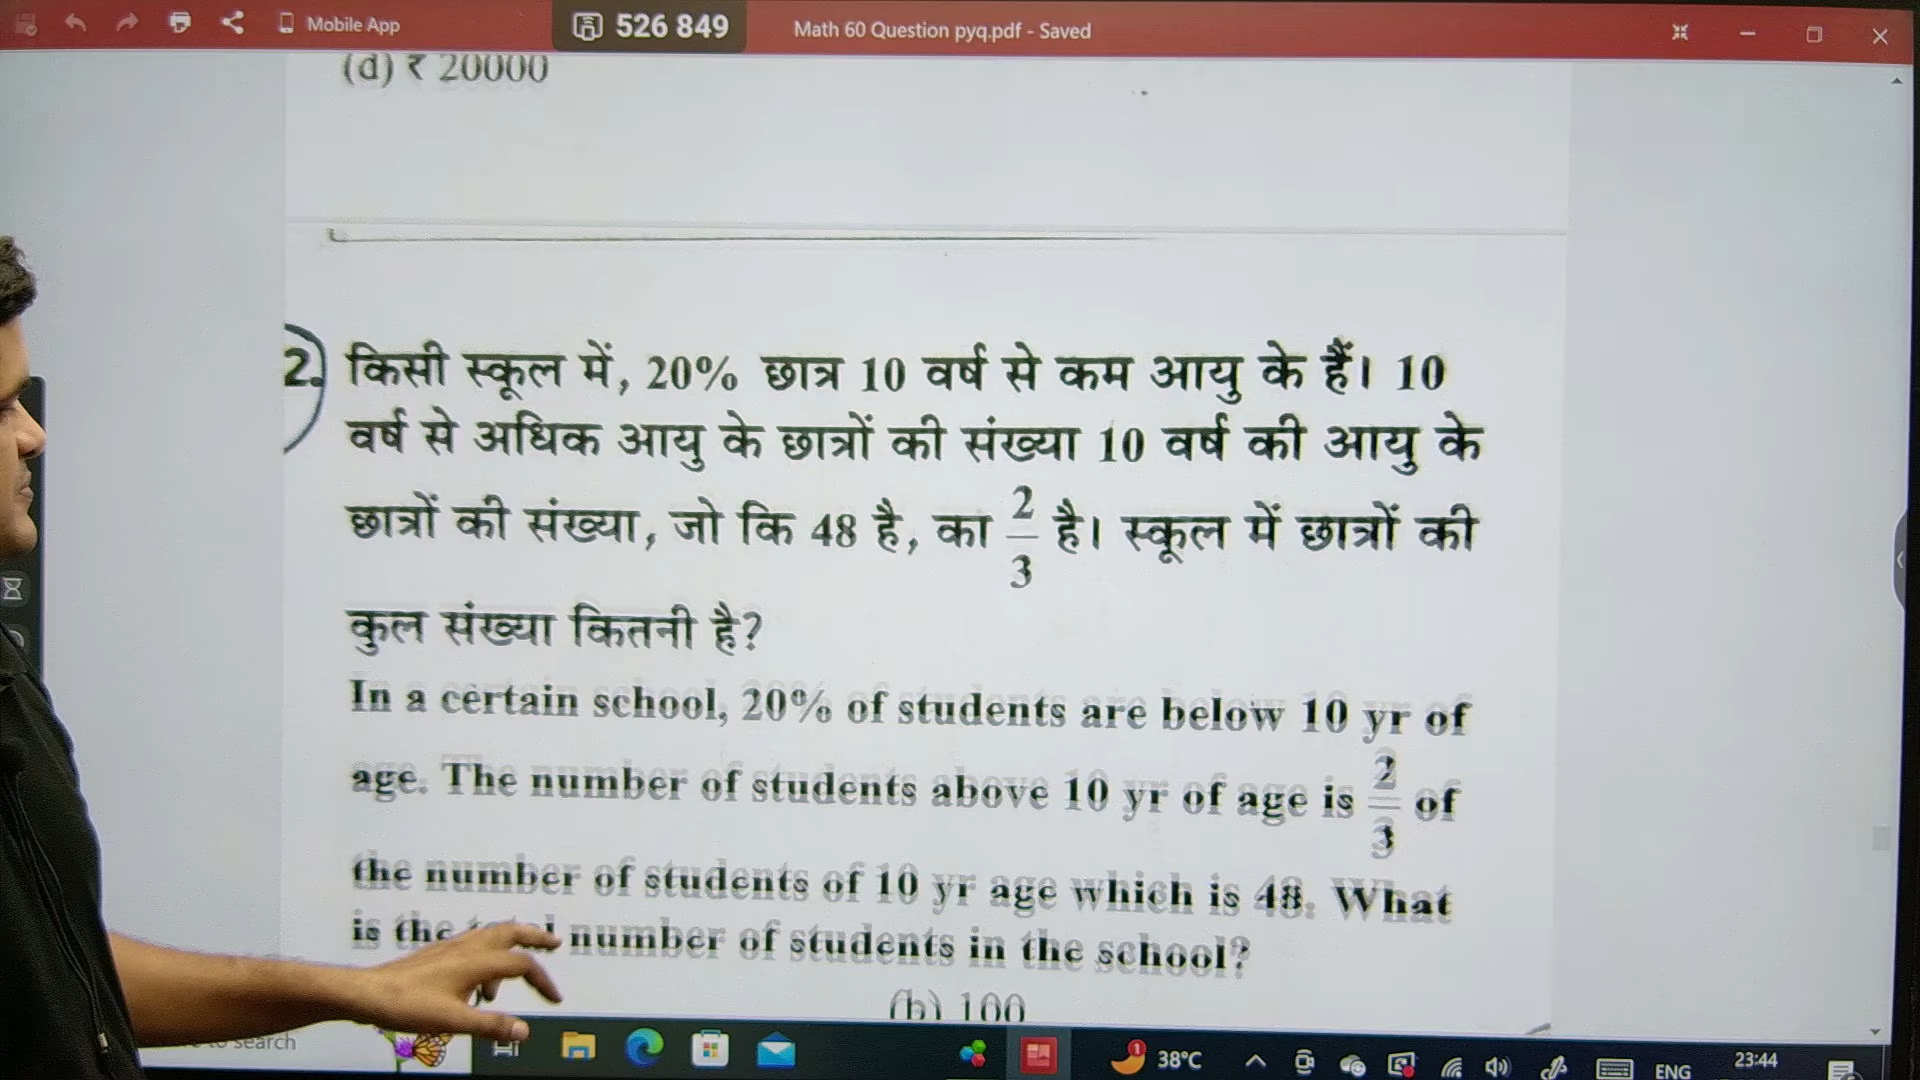 Mobile App
526 849
Math 60 Question pyq.pdf - Saved
(d) ₹ 20000
2. किसी स्कूल में, 20% छात्र 10 वर्ष से कम आयु के हैं। 10
वर्ष से अधिक आयु के छात्रों की संख्या 10 वर्ष की आयु के
छात्रों की संख्या, जो कि 48 है, का 2/3 है। स्कूल में छात्रों की
कुल संख्या कितनी है?
In a certain school, 20% of students are below 10 yr of
age. The number of students above 10 yr of age is 2/3 of
the number of students of 10 yr age which is 48. What
is the number of students in the school?
(b) 100
search
38°C
ENG
23:44